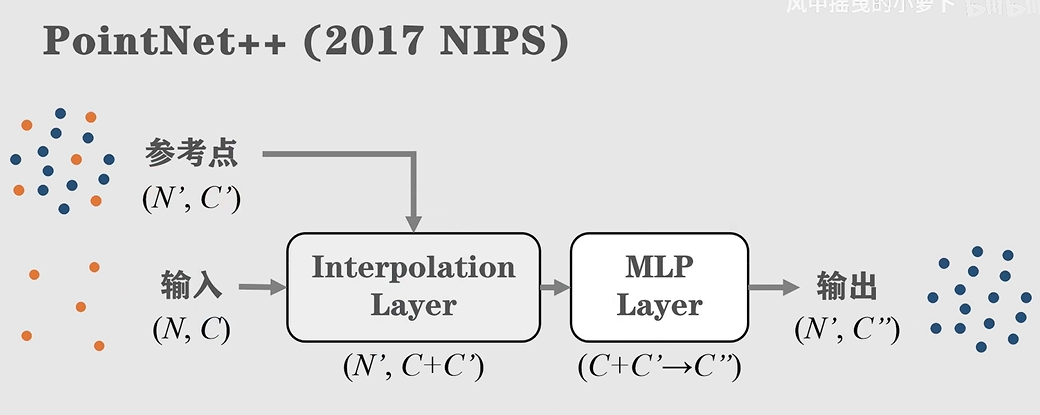 风中摇曳的小萝卜
PointNet++ (2017 NIPS)
参考点
(N’, C’)
输入
(N, C)
Interpolation
Layer
(N’, C+C’)
MLP
Layer
(C+C’→C”)
输出
(N’, C”)